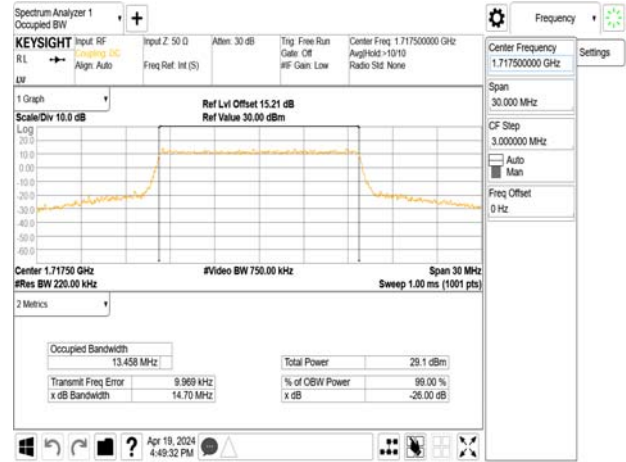 Spectrum Analyzer 1
Occupied BW
+
Frequency
KEYSIGHT
Input: RF
Input Z: 50 Ω
Atten: 30 dB
Trig: Free Run
Center Freq: 1.717500000 GHz
RL
Coupling: DC
Gate: Off
Avg|Hold:>10/10
Align: Auto
Freq Ref: Int (S)
#IF Gain: Low
Radio Std: None
Center Frequency
1.717500000 GHz
Settings
Span
30.000 MHz
CF Step
3.000000 MHz
Auto
Man
Freq Offset
0 Hz
1 Graph
Ref Lvl Offset 15.21 dB
Scale/Div 10.0 dB
Ref Value 30.00 dBm
Log
20.0
10.0
0.00
-10.0
-20.0
-30.0
-40.0
-50.0
-60.0
Center 1.71750 GHz
#Video BW 750.00 kHz
Span 30 MHz
#Res BW 220.00 kHz
Sweep 1.00 ms (1001 pts)
2 Metrics
Occupied Bandwidth
13.458 MHz
Total Power
29.1 dBm
Transmit Freq Error
9.969 kHz
% of OBW Power
99.00 %
x dB Bandwidth
14.70 MHz
x dB
-26.00 dB
?
Apr 19, 2024
4:49:32 PM